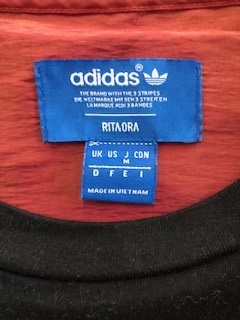 adidas
THE BRAND WITH THE 3 STRIPES
DIE WELTMARKE MIT DEN 3 STREIFEN
LA MARQUE AUX 3 BANDES
RITA ORA
UK US J CDN
M
D F E I
MADE IN VIETNAM